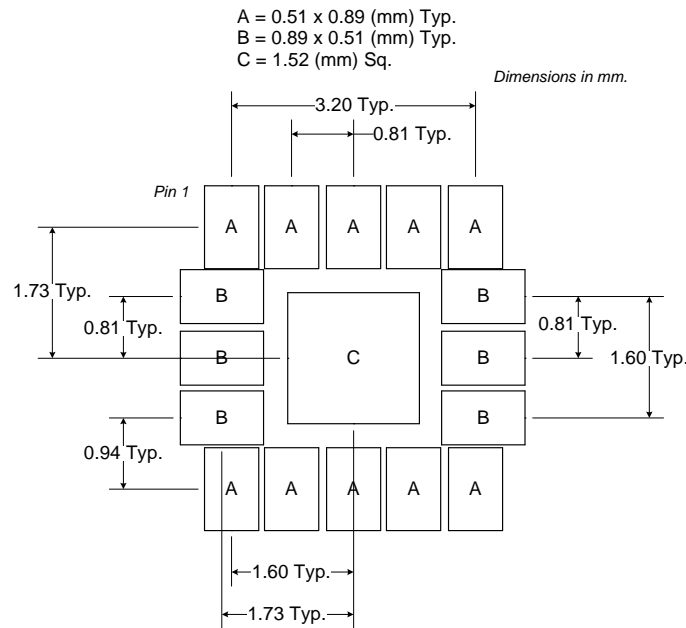 A = 0.51 x 0.89 (mm) Typ.
B = 0.89 x 0.51 (mm) Typ.
C = 1.52 (mm) Sq.
Dimensions in mm.
3.20 Typ.
0.81 Typ.
Pin 1
A A A A A
1.73 Typ.
B B
0.81 Typ. 0.81 Typ.
B C B
1.60 Typ.
B B
0.94 Typ.
A A A A A
1.60 Typ.
1.73 Typ.